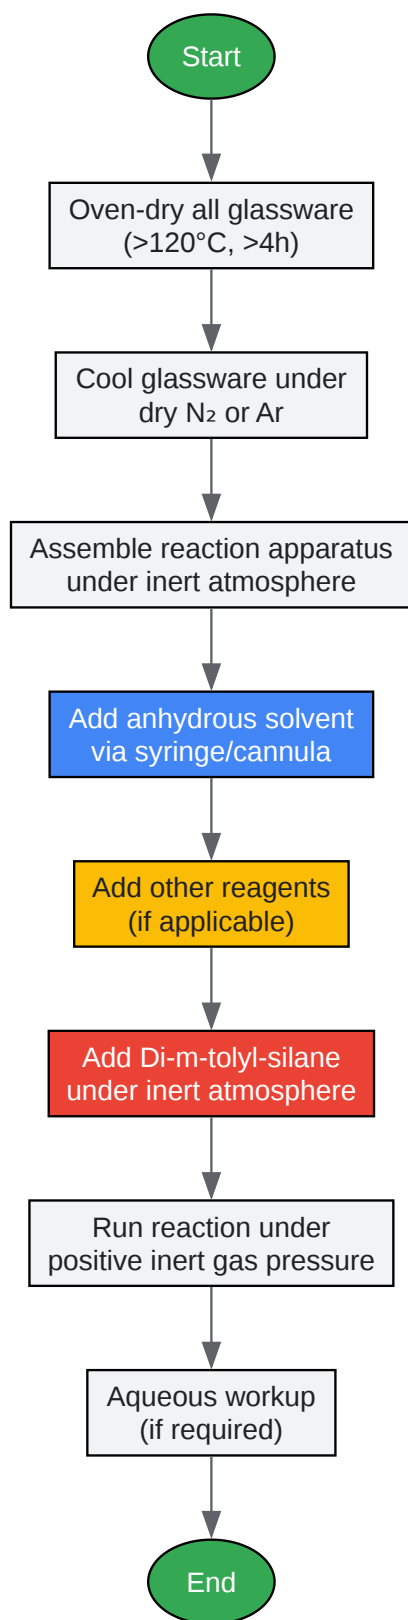 Start
Oven-dry all glassware
(>120°C, >4h)
Cool glassware under
dry N₂ or Ar
Assemble reaction apparatus
under inert atmosphere
Add anhydrous solvent
via syringe/cannula
Add other reagents
(if applicable)
Add Di-m-tolyl-silane
under inert atmosphere
Run reaction under
positive inert gas pressure
Aqueous workup
(if required)
End